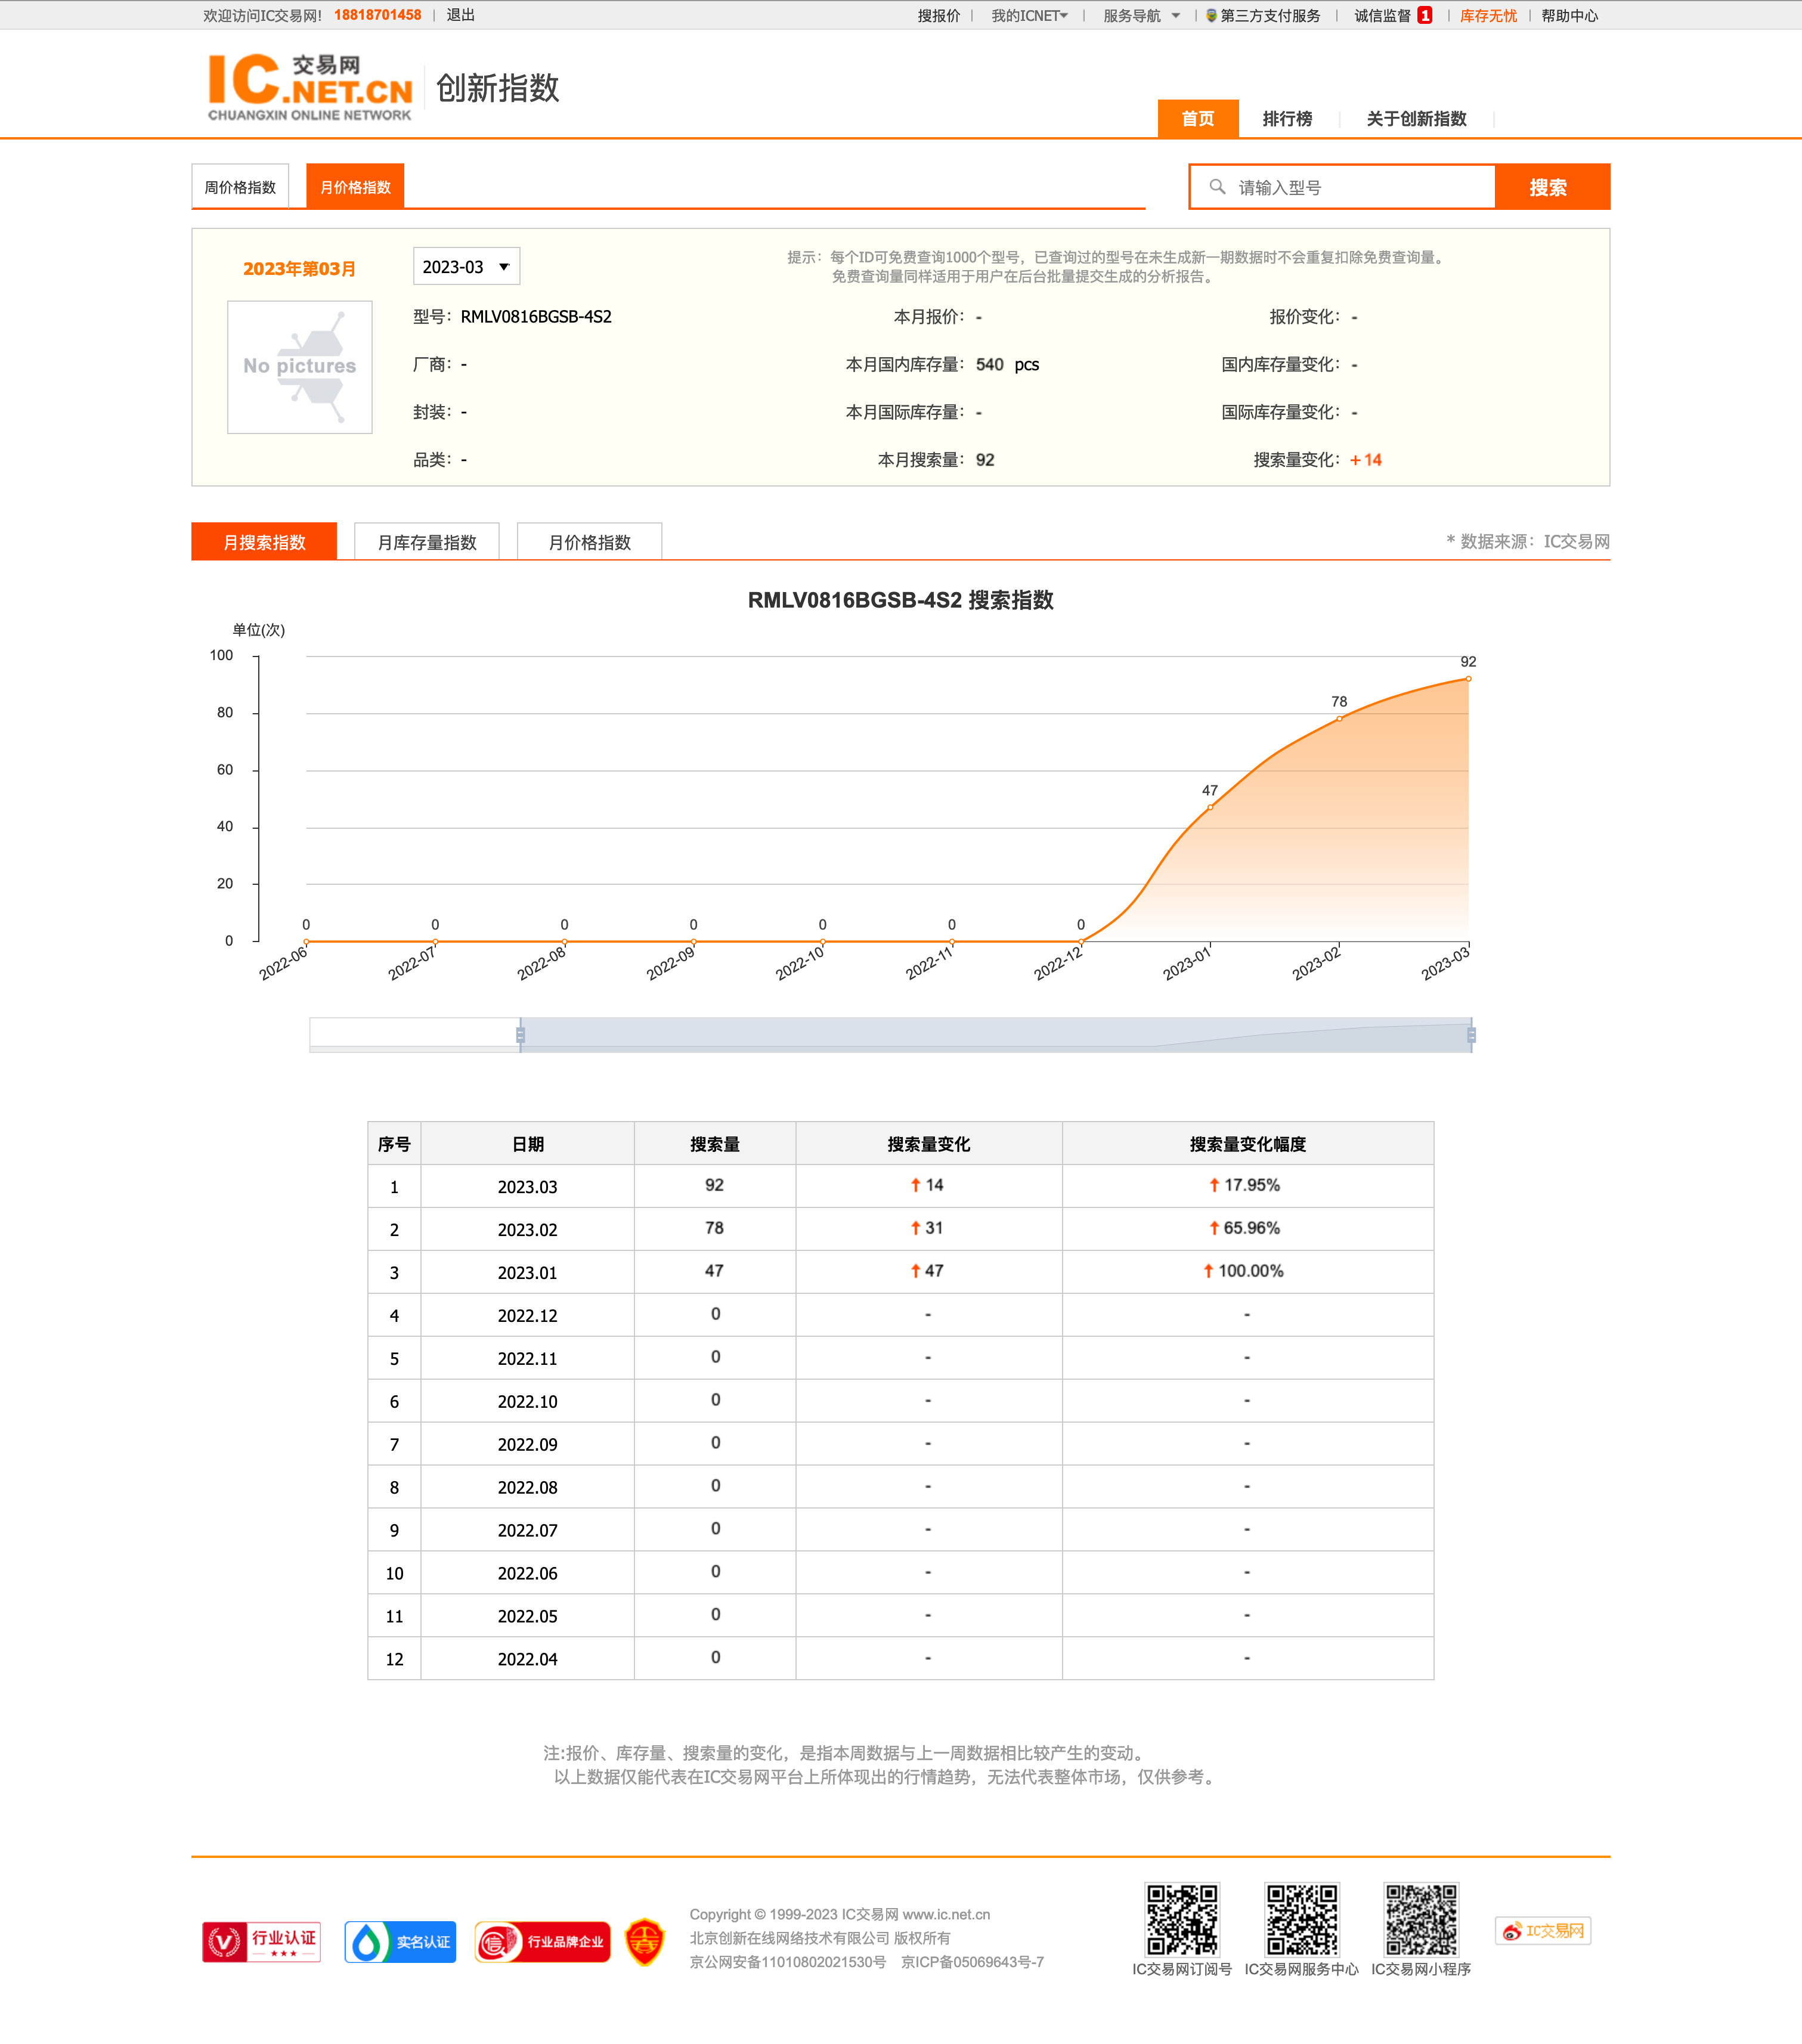 欢迎访问IC交易网! 18818701458 | 退出 搜报价 | 我的ICNET | 服务导航 | 第三方支付服务 | 诚信监督 1 | 库存无忧 | 帮助中心
IC 交易网 .NET.CN
CHUANGXIN ONLINE NETWORK
创新指数
首页 排行榜 关于创新指数
周价格指数 月价格指数 请输入型号 搜索
2023年第03月 2023-03 ▼
提示：每个ID可免费查询1000个型号，已查询过的型号在未生成新一期数据时不会重复扣除免费查询量。
免费查询量同样适用于用户在后台批量提交生成的分析报告。
No pictures
型号：RMLV0816BGSB-4S2 本月报价：- 报价变化：-
厂商：- 本月国内库存量：540 pcs 国内库存量变化：-
封装：- 本月国际库存量：- 国际库存量变化：-
品类：- 本月搜索量：92 搜索量变化：+14
月搜索指数 月库存量指数 月价格指数 * 数据来源：IC交易网
RMLV0816BGSB-4S2 搜索指数
单位(次)
100
80
60
40
20
0
0 0 0 0 0 0 0 47 78 92
2022-06 2022-07 2022-08 2022-09 2022-10 2022-11 2022-12 2023-01 2023-02 2023-03
序号 日期 搜索量 搜索量变化 搜索量变化幅度
1 2023.03 92 ↑ 14 ↑ 17.95%
2 2023.02 78 ↑ 31 ↑ 65.96%
3 2023.01 47 ↑ 47 ↑ 100.00%
4 2022.12 0 - -
5 2022.11 0 - -
6 2022.10 0 - -
7 2022.09 0 - -
8 2022.08 0 - -
9 2022.07 0 - -
10 2022.06 0 - -
11 2022.05 0 - -
12 2022.04 0 - -
注:报价、库存量、搜索量的变化，是指本周数据与上一周数据相比较产生的变动。
以上数据仅能代表在IC交易网平台上所体现出的行情趋势，无法代表整体市场，仅供参考。
行业认证
实名认证
信 行业品牌企业
Copyright © 1999-2023 IC交易网 www.ic.net.cn
北京创新在线网络技术有限公司 版权所有
京公网安备11010802021530号 京ICP备05069643号-7
IC交易网订阅号 IC交易网服务中心 IC交易网小程序
IC交易网